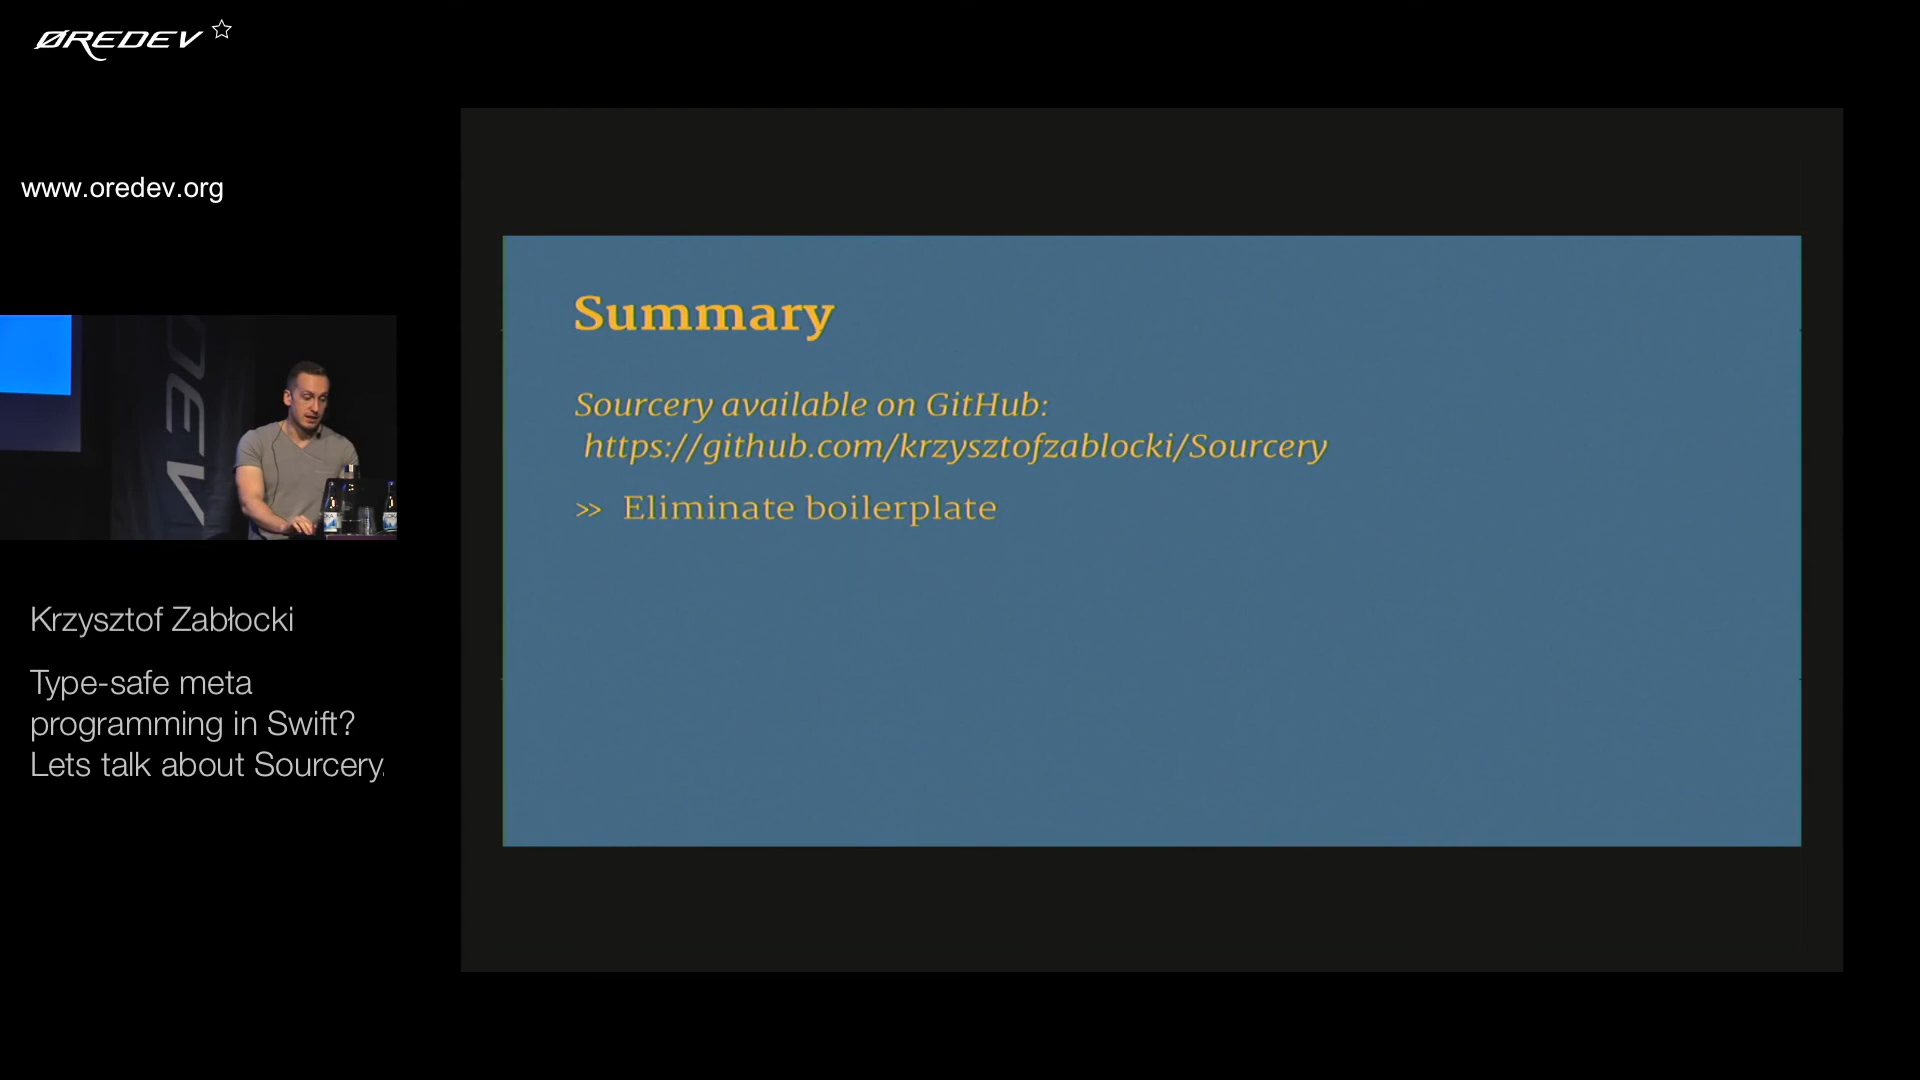 ØREDEV
www.oredev.org
Krzysztof Zabłocki
Type-safe meta
programming in Swift?
Lets talk about Sourcery.
Summary
Sourcery available on GitHub:
https://github.com/krzysztofzablocki/Sourcery
>> Eliminate boilerplate